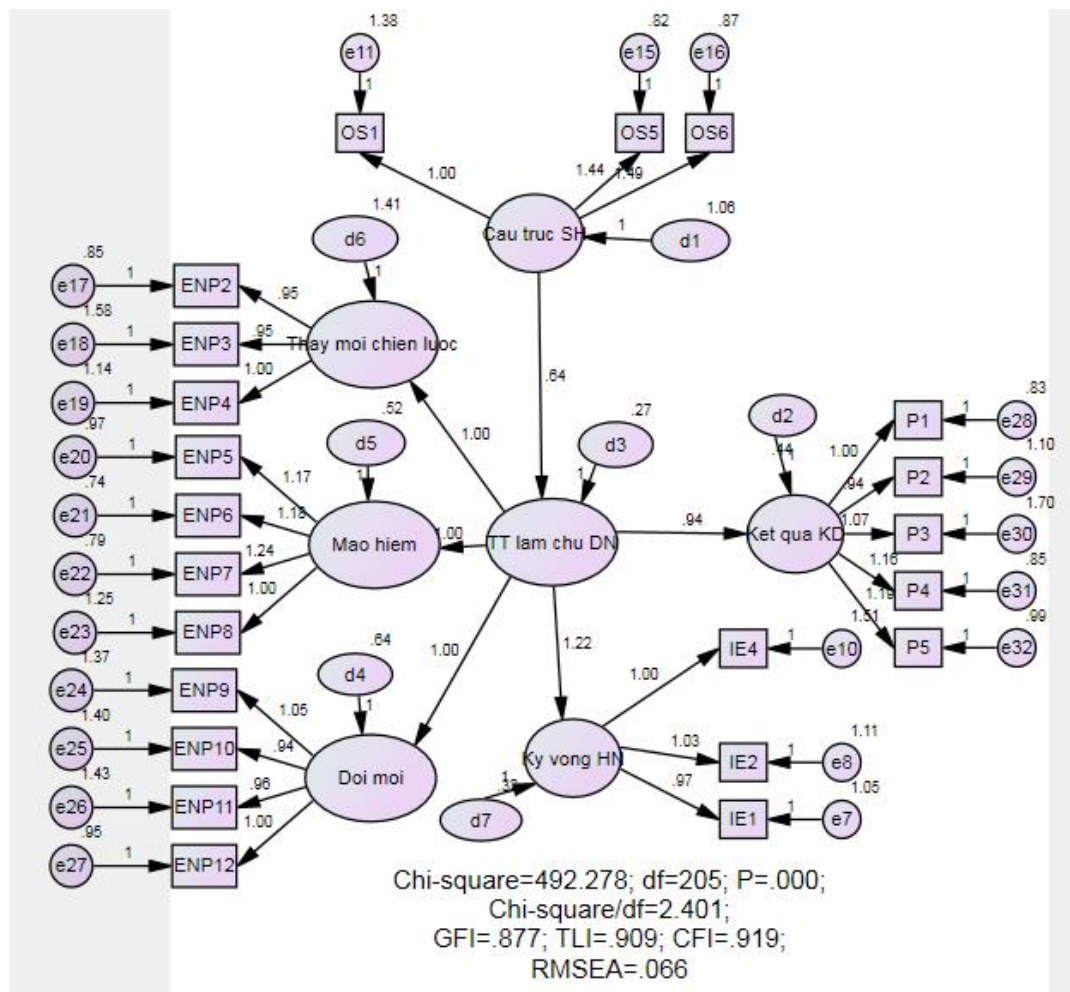 1.38
.82
.87
e11
e15
e16
1
1
1
OS1
OS5
OS6
1.00
1.44
1.49
1.41
1.06
d6
Cau truc SH
1
d1
1
.85
e17
1
ENP2
.95
1.58
e18
1
ENP3
.95
Thay moi chien luoc
1.14
e19
1
ENP4
1.00
.64
.97
e20
1
ENP5
.52
d5
1
1.00
.27
d3
1
d2
.44
.83
P1
1
e28
1.00
1.10
.74
e21
1
ENP6
1.17
1.18
P2
1
e29
.94
1.70
.79
e22
1
ENP7
1.24
Mao hiem
1.00
TT lam chu DN
.94
Ket qua KD
1.07
P3
1
e30
.85
1.25
e23
1
ENP8
1.00
1.16
P4
1
e31
.99
1.19
1.51
P5
1
e32
1.37
e24
1
ENP9
1.05
.64
d4
1
1.00
1.22
1.00
IE4
1
e10
1.40
e25
1
ENP10
.94
1.43
e26
1
ENP11
.96
Doi moi
Ky vong HN
1.03
IE2
1
e8
1.11
.95
e27
1
ENP12
1.00
1
d7
.97
IE1
1
e7
1.05
Chi-square=492.278; df=205; P=.000;
Chi-square/df=2.401;
GFI=.877; TLI=.909; CFI=.919;
RMSEA=.066